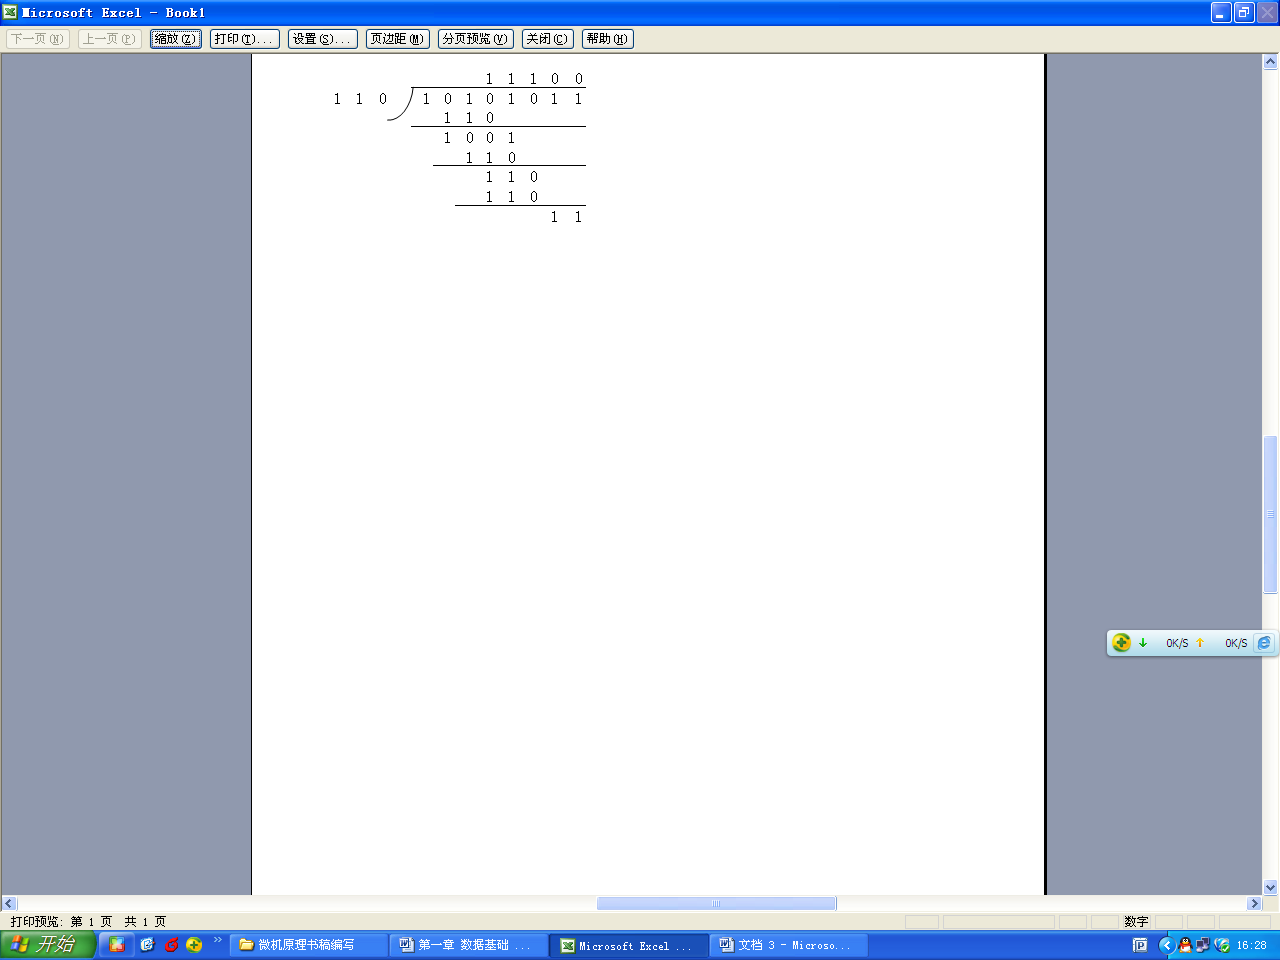 Microsoft Excel - Book1
下一页(N) 上一页(P) 缩放(Z) 打印(T)... 设置(S)... 页边距(M) 分页预览(V) 关闭(C) 帮助(H)
1 1 1 0 0
1 1 0 1 0 1 0 1 0 1 1
1 1 0
1 0 0 1
1 1 0
1 1 0
1 1 0
1 1
0K/S 0K/S
打印预览: 第 1 页 共 1 页 数字
开始 微机原理书稿编写 第一章 数据基础 ... Microsoft Excel ... 文档 3 - Microso... 16:28